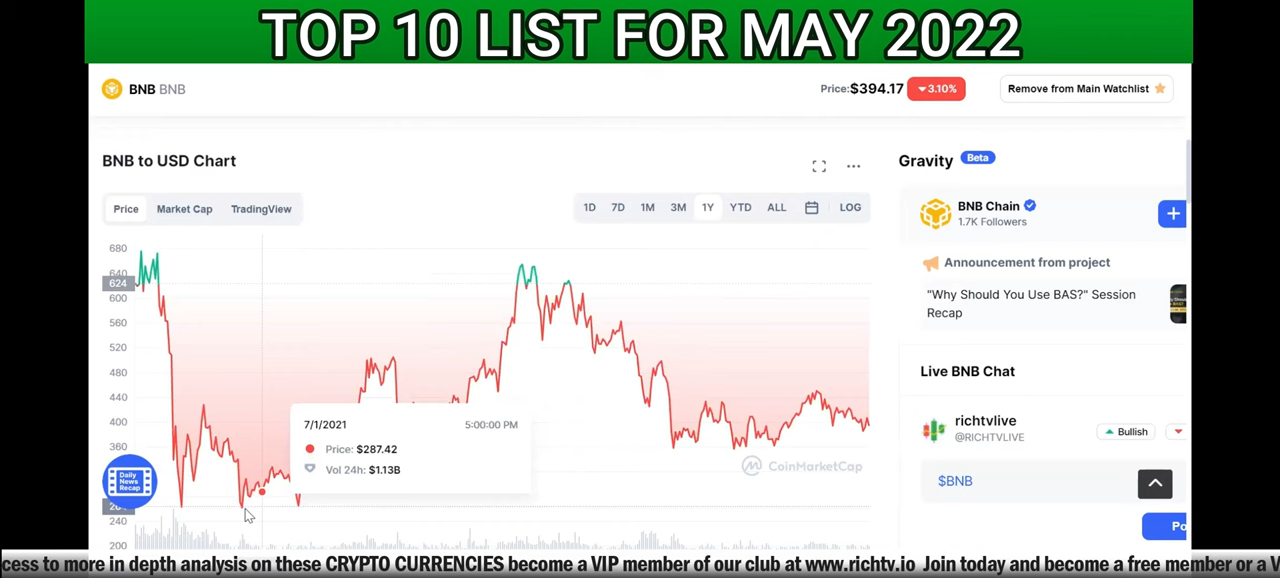 TOP 10 LIST FOR MAY 2022
BNB BNB
Price:$394.17 3.10%
Remove from Main Watchlist
BNB to USD Chart
Price Market Cap TradingView
1D 7D 1M 3M 1Y YTD ALL LOG
680
640
624
600
560
520
480
440
400
360
240
200
7/1/2021 5:00:00 PM
Price: $287.42
Vol 24h: $1.13B
CoinMarketCap
Daily
News
Recap
Gravity Beta
BNB Chain
1.7K Followers
Announcement from project
"Why Should You Use BAS?" Session
Recap
Live BNB Chat
richtvlive
@RICHTVLIVE
Bullish
$BNB
Po
cess to more in depth analysis on these CRYPTO CURRENCIES become a VIP member of our club at www.richtv.io Join today and become a free member or a V